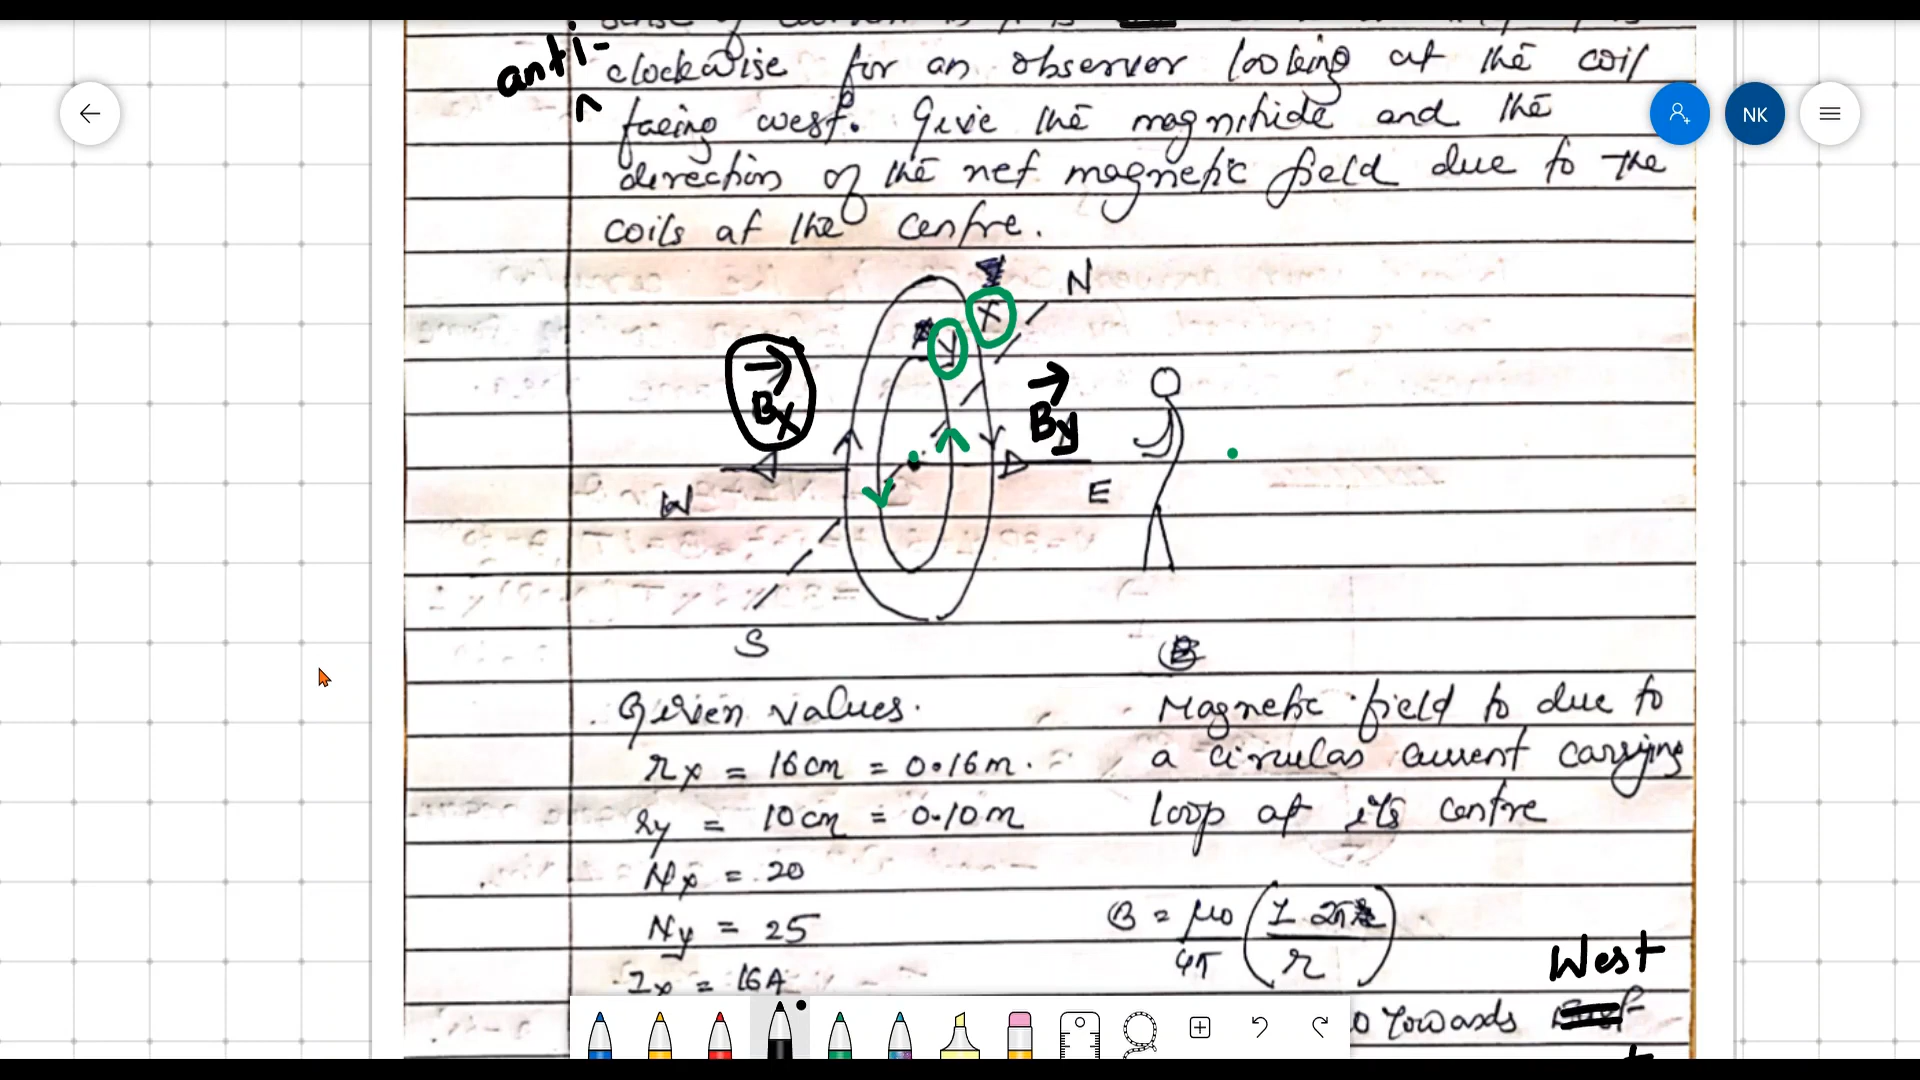 anti-
clockwise for an observer looking at the coil
facing west. Give the magnitude and the
direction of the net magnetic field due to the
coils at the centre.
NK
N
X
y
Bx
By
W
E
S
Given values.
rx = 16cm = 0.16m.
ry = 10cm = 0.10m
Nx = 20
Ny = 25
Ix = 16A
Magnetic field to due to
a circular current carrying
loop at its centre
B = μ0/4π (I 2π/r)
West
towards